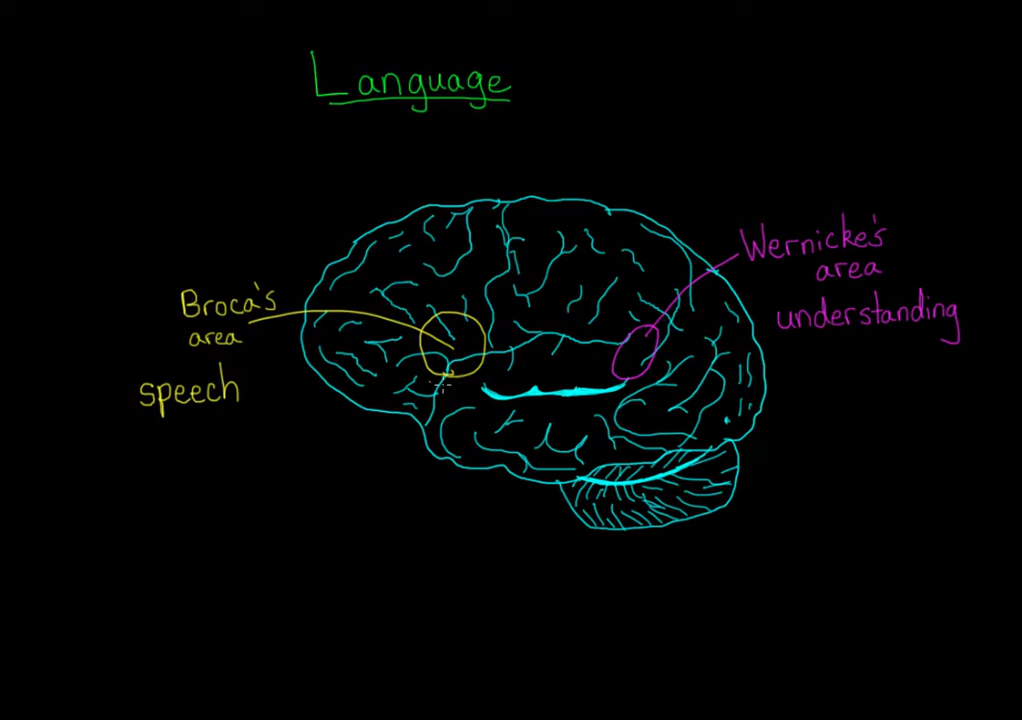 Language
Broca's
area
speech
Wernicke's
area
understanding